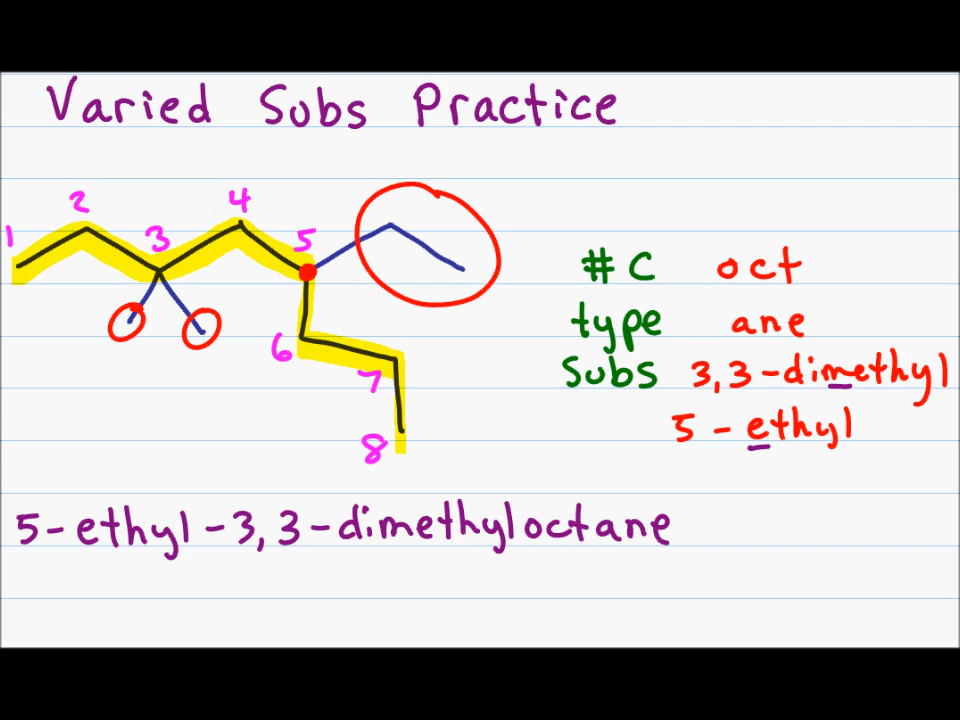 Varied Subs Practice
1 2 3 4 5
6
7
8
#C oct
type ane
Subs 3,3-dimethyl
5-ethyl
5-ethyl-3,3-dimethyloctane